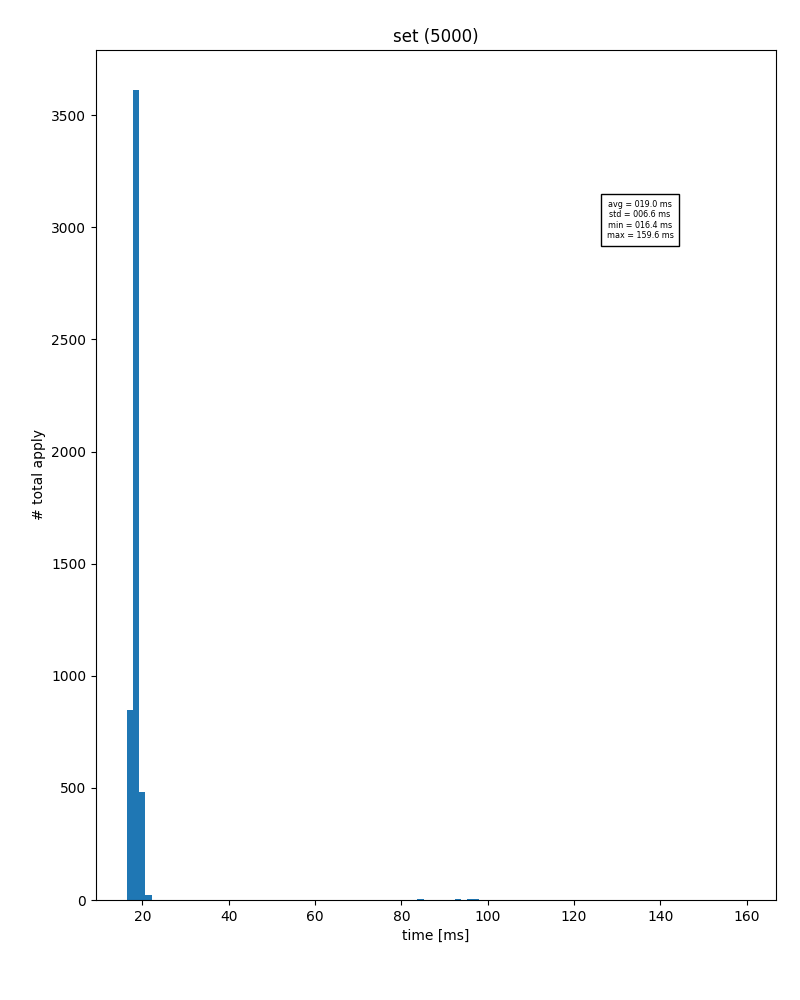 set (5000)
3500
3000
2500
2000
1500
1000
500
0
# total apply
avg = 019.0 ms
std = 006.6 ms
min = 016.4 ms
max = 159.6 ms
20 40 60 80 100 120 140 160
time [ms]